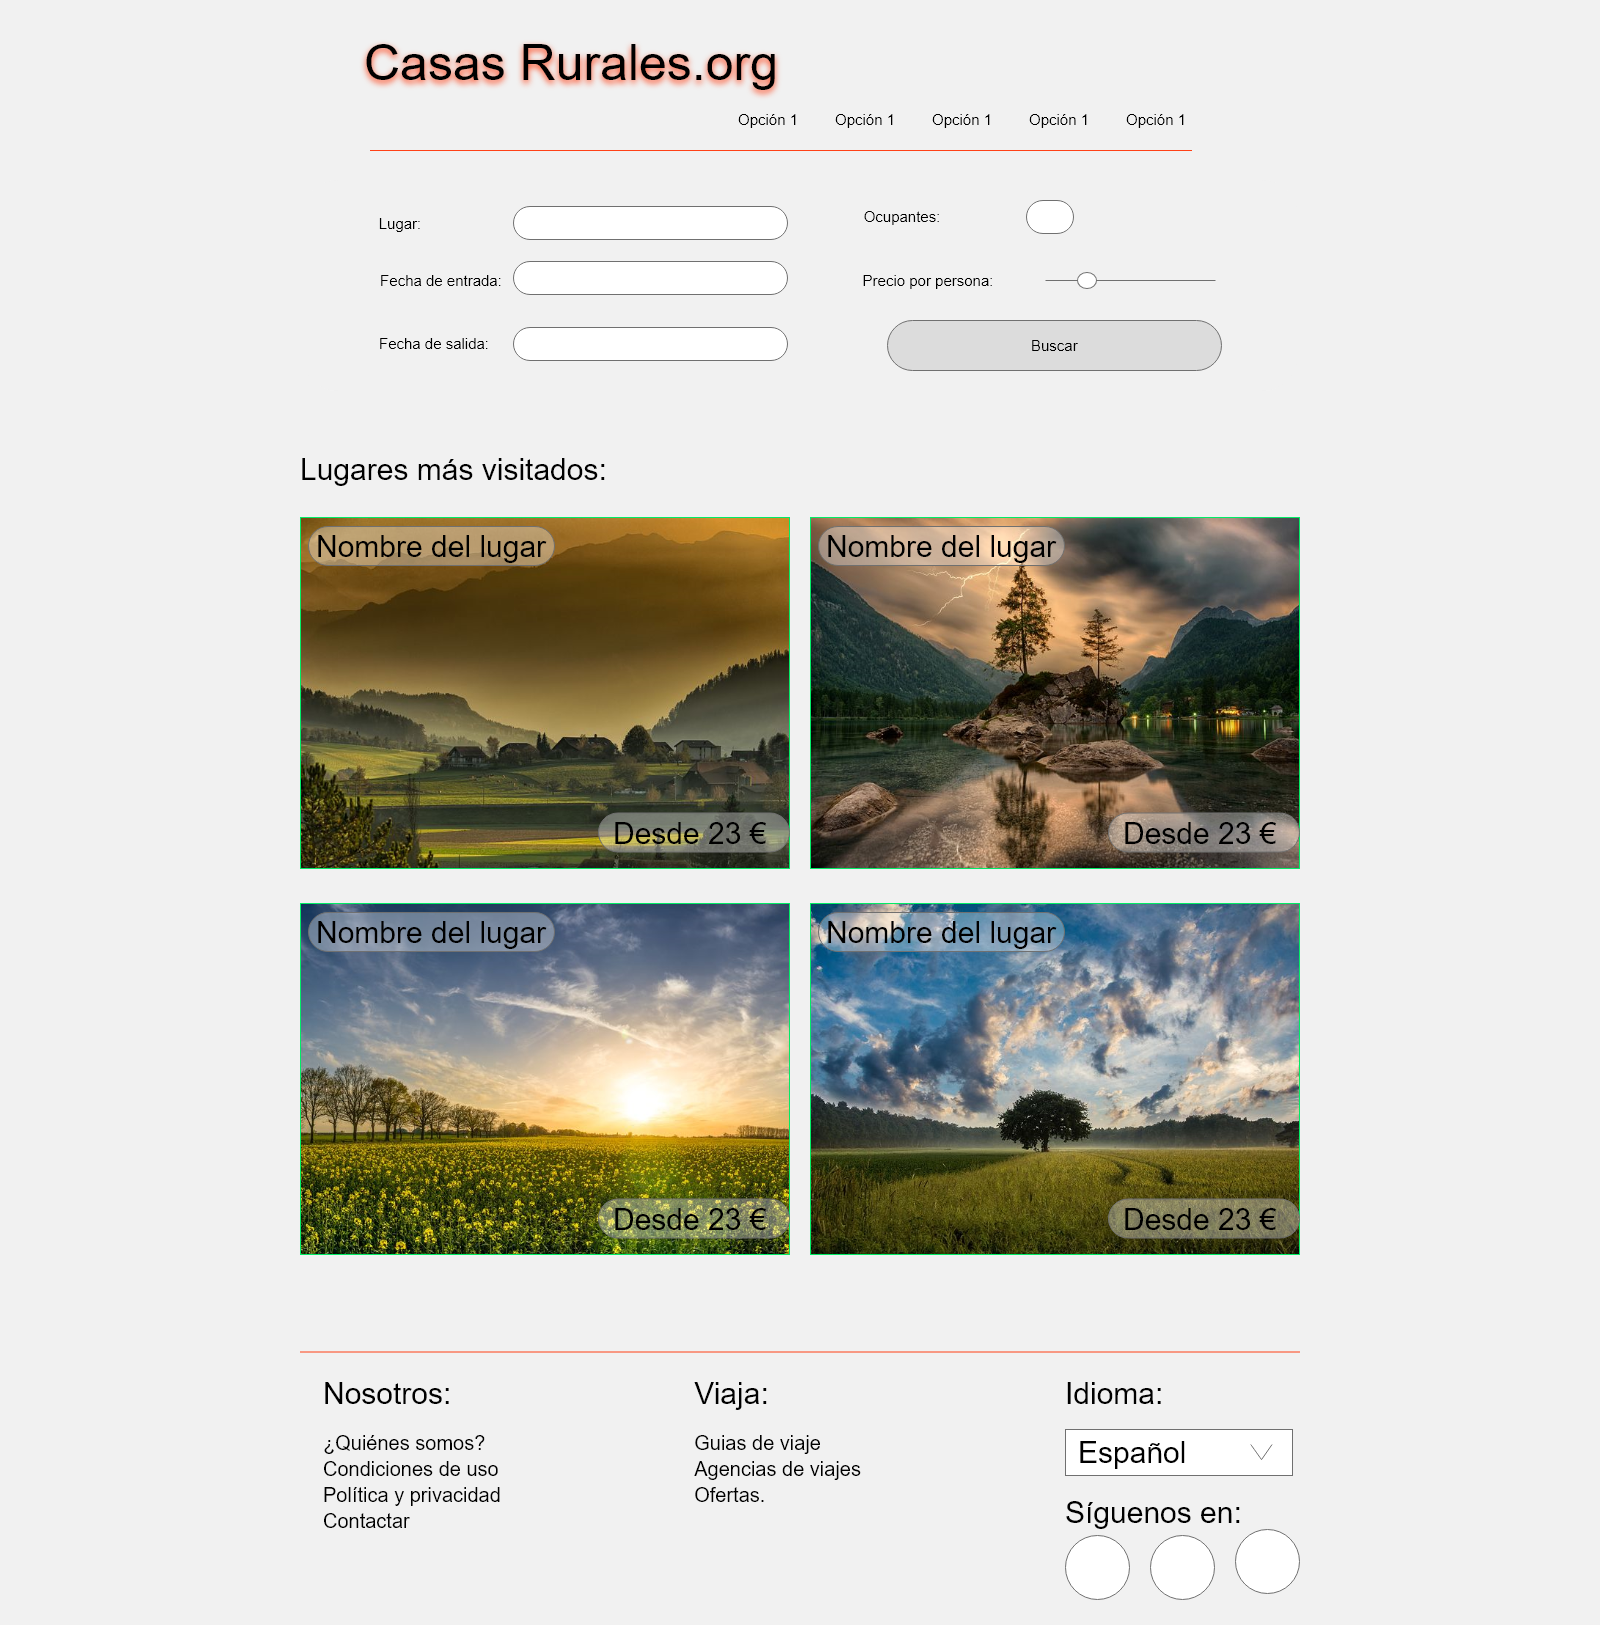 Casas Rurales.org
Opción 1 Opción 1 Opción 1 Opción 1 Opción 1
Lugar:
Ocupantes:
Fecha de entrada:
Precio por persona:
Fecha de salida:
Buscar
Lugares más visitados:
Nombre del lugar
Desde 23 €
Nombre del lugar
Desde 23 €
Nombre del lugar
Desde 23 €
Nombre del lugar
Desde 23 €
Nosotros:
¿Quiénes somos?
Condiciones de uso
Política y privacidad
Contactar
Viaja:
Guias de viaje
Agencias de viajes
Ofertas.
Idioma:
Español
Síguenos en: